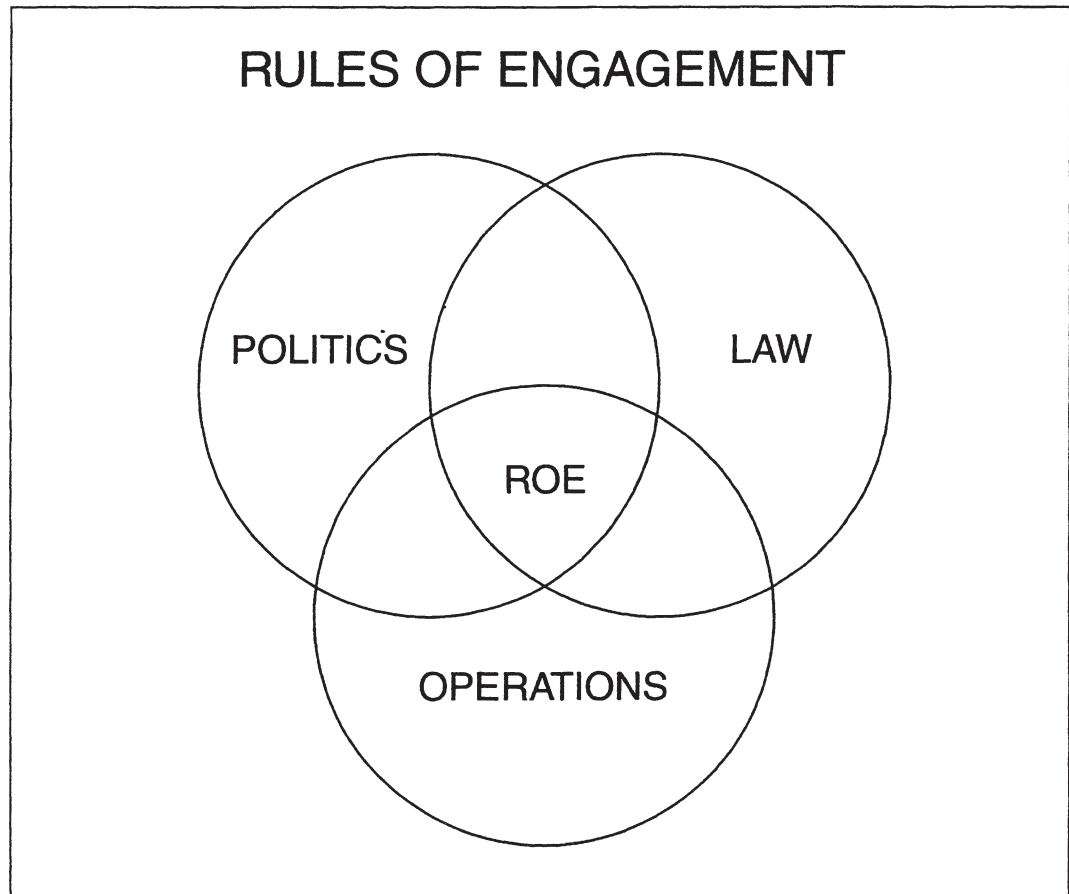 RULES OF ENGAGEMENT
POLITICS
LAW
ROE
OPERATIONS